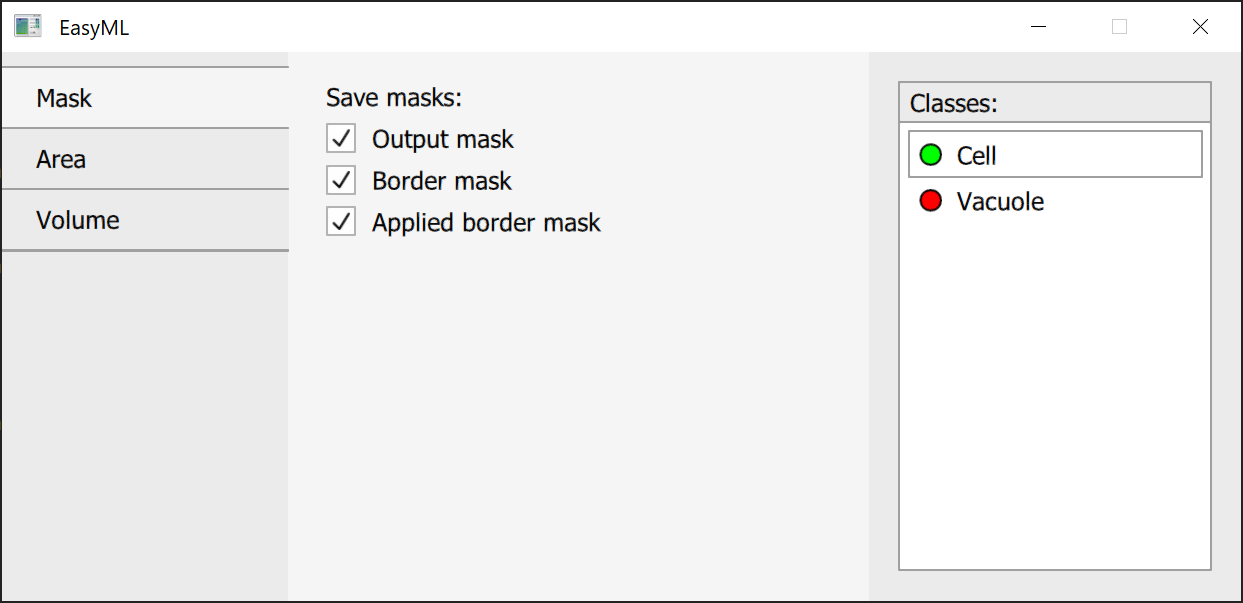 EasyML
Mask
Area
Volume
Save masks:
Output mask
Border mask
Applied border mask
Classes:
Cell
Vacuole